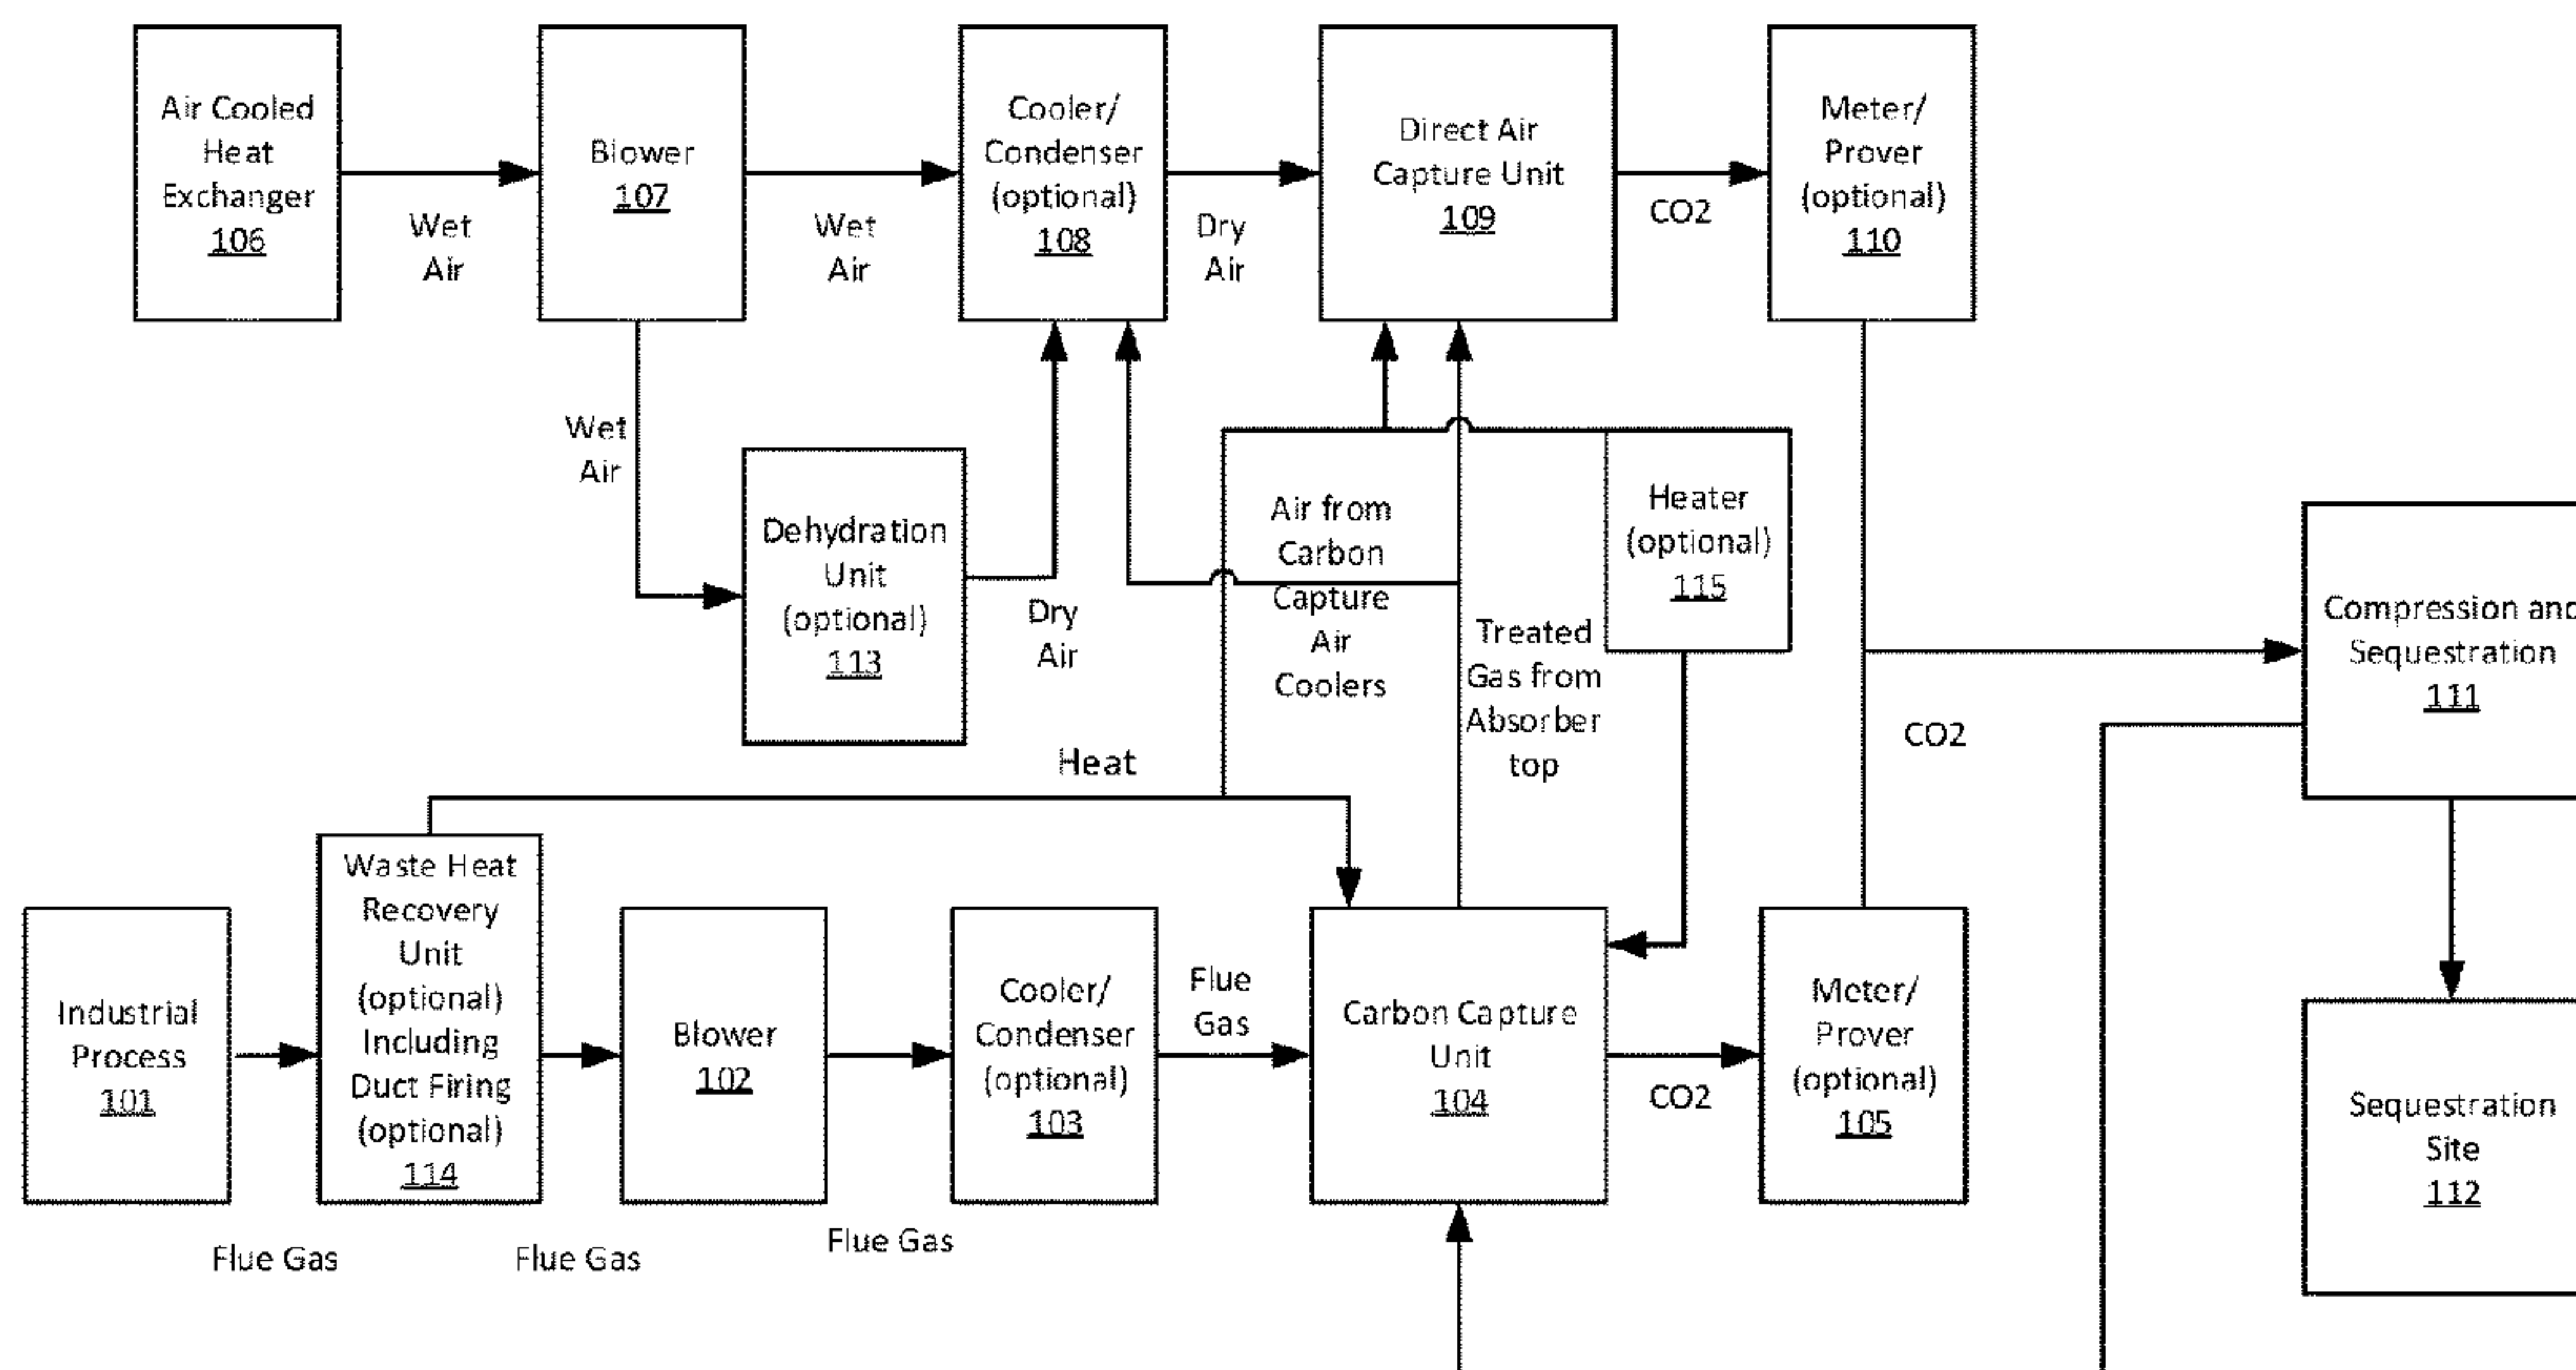 Air Cooled
Heat
Exchanger
106
Wet
Air
Blower
107
Wet
Air
Cooler/
Condenser
(optional)
108
Dry
Air
Direct Air
Capture Unit
109
CO2
Meter/
Prover
(optional)
110
Wet
Air
Dehydration
Unit
(optional)
113
Dry
Air
Air from
Carbon
Capture
Air
Coolers
Treated
Gas from
Absorber
top
Heater
(optional)
115
CO2
Compression and
Sequestration
111
Heat
Industrial
Process
101
Flue Gas
Waste Heat
Recovery
Unit
(optional)
Including
Duct Firing
(optional)
114
Flue Gas
Blower
102
Flue Gas
Cooler/
Condenser
(optional)
103
Flue
Gas
Carbon Capture
Unit
104
CO2
Meter/
Prover
(optional)
105
Sequestration
Site
112